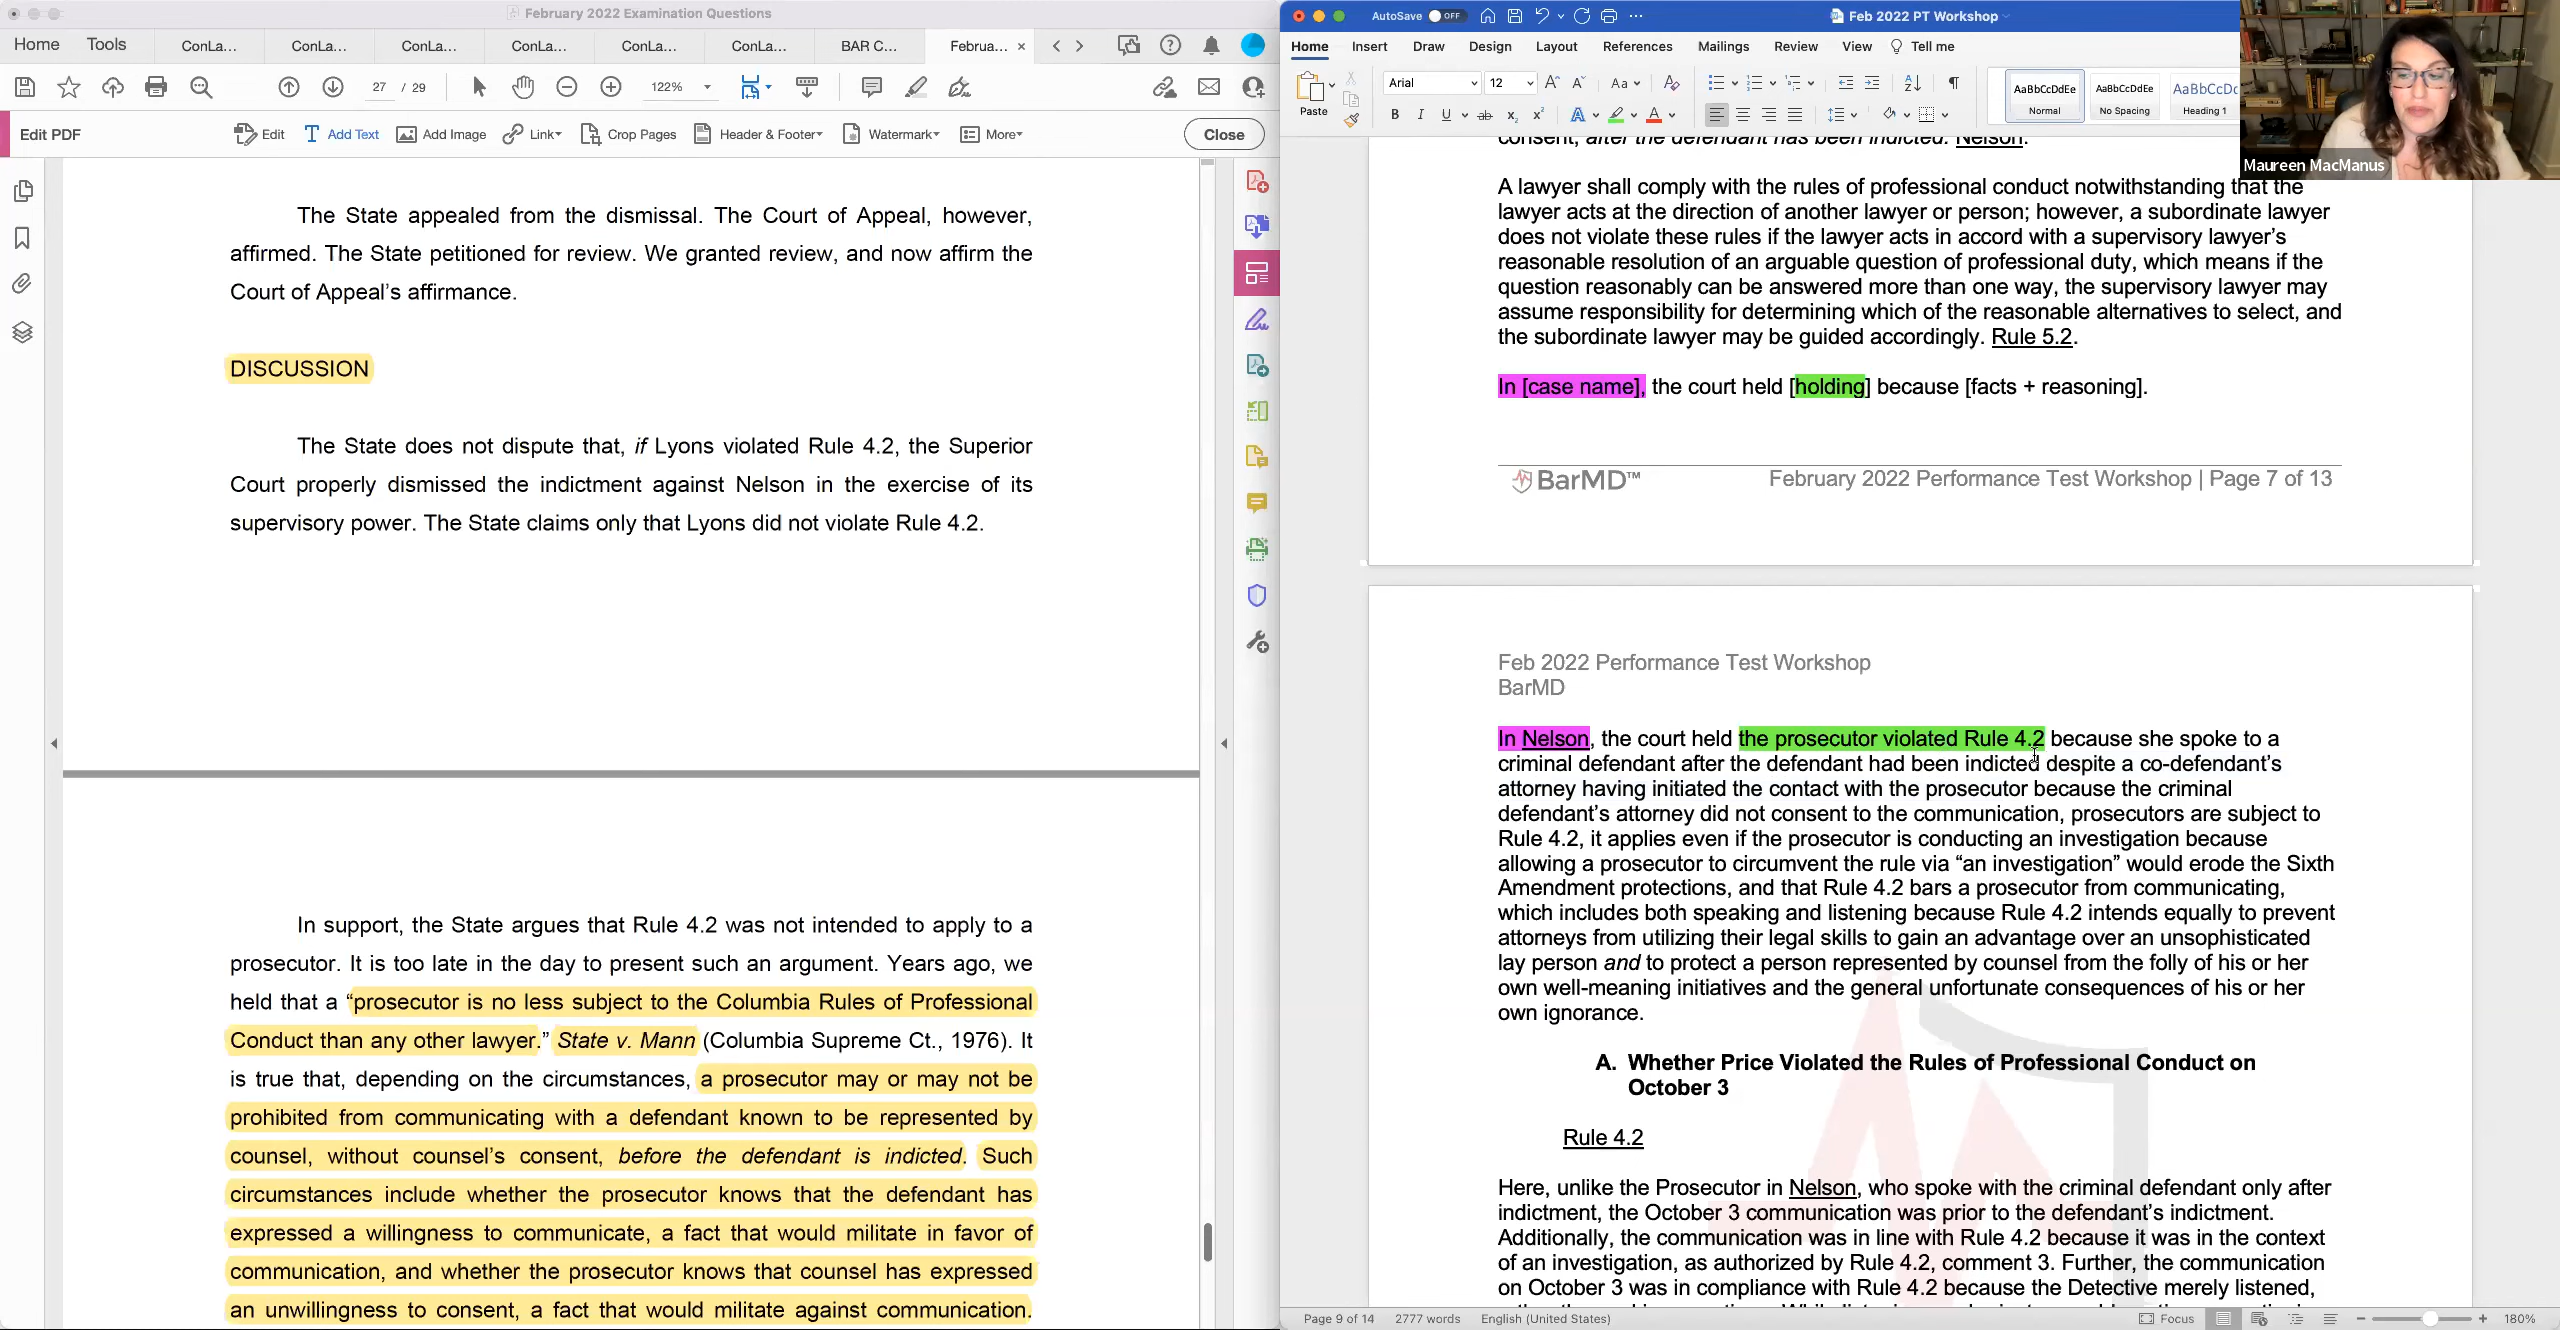 February 2022 Examination Questions
Home Tools ConLa... ConLa... ConLa... ConLa... ConLa... ConLa... BAR C... Februa... ×
27 / 29 122%
Edit PDF Edit Add Text Add Image Link Crop Pages Header & Footer Watermark More Close
The State appealed from the dismissal. The Court of Appeal, however,
affirmed. The State petitioned for review. We granted review, and now affirm the
Court of Appeal's affirmance.
DISCUSSION
The State does not dispute that, if Lyons violated Rule 4.2, the Superior
Court properly dismissed the indictment against Nelson in the exercise of its
supervisory power. The State claims only that Lyons did not violate Rule 4.2.
In support, the State argues that Rule 4.2 was not intended to apply to a
prosecutor. It is too late in the day to present such an argument. Years ago, we
held that a “prosecutor is no less subject to the Columbia Rules of Professional
Conduct than any other lawyer.” State v. Mann (Columbia Supreme Ct., 1976). It
is true that, depending on the circumstances, a prosecutor may or may not be
prohibited from communicating with a defendant known to be represented by
counsel, without counsel's consent, before the defendant is indicted. Such
circumstances include whether the prosecutor knows that the defendant has
expressed a willingness to communicate, a fact that would militate in favor of
communication, and whether the prosecutor knows that counsel has expressed
an unwillingness to consent, a fact that would militate against communication.
AutoSave OFF Feb 2022 PT Workshop
Home Insert Draw Design Layout References Mailings Review View Tell me
Paste Arial 12 AaBbCcDdEe Normal AaBbCcDdEe No Spacing AaBbCcDc Heading 1
Maureen MacManus
consent, after the defendant has been indicted. Nelson.
A lawyer shall comply with the rules of professional conduct notwithstanding that the
lawyer acts at the direction of another lawyer or person; however, a subordinate lawyer
does not violate these rules if the lawyer acts in accord with a supervisory lawyer's
reasonable resolution of an arguable question of professional duty, which means if the
question reasonably can be answered more than one way, the supervisory lawyer may
assume responsibility for determining which of the reasonable alternatives to select, and
the subordinate lawyer may be guided accordingly. Rule 5.2.
In [case name], the court held [holding] because [facts + reasoning].
BarMD™ February 2022 Performance Test Workshop | Page 7 of 13
Feb 2022 Performance Test Workshop
BarMD
In Nelson, the court held the prosecutor violated Rule 4.2 because she spoke to a
criminal defendant after the defendant had been indicted despite a co-defendant's
attorney having initiated the contact with the prosecutor because the criminal
defendant's attorney did not consent to the communication, prosecutors are subject to
Rule 4.2, it applies even if the prosecutor is conducting an investigation because
allowing a prosecutor to circumvent the rule via “an investigation” would erode the Sixth
Amendment protections, and that Rule 4.2 bars a prosecutor from communicating,
which includes both speaking and listening because Rule 4.2 intends equally to prevent
attorneys from utilizing their legal skills to gain an advantage over an unsophisticated
lay person and to protect a person represented by counsel from the folly of his or her
own well-meaning initiatives and the general unfortunate consequences of his or her
own ignorance.
A. Whether Price Violated the Rules of Professional Conduct on
October 3
Rule 4.2
Here, unlike the Prosecutor in Nelson, who spoke with the criminal defendant only after
indictment, the October 3 communication was prior to the defendant's indictment.
Additionally, the communication was in line with Rule 4.2 because it was in the context
of an investigation, as authorized by Rule 4.2, comment 3. Further, the communication
on October 3 was in compliance with Rule 4.2 because the Detective merely listened,
Page 9 of 14 2777 words English (United States) Focus 180%